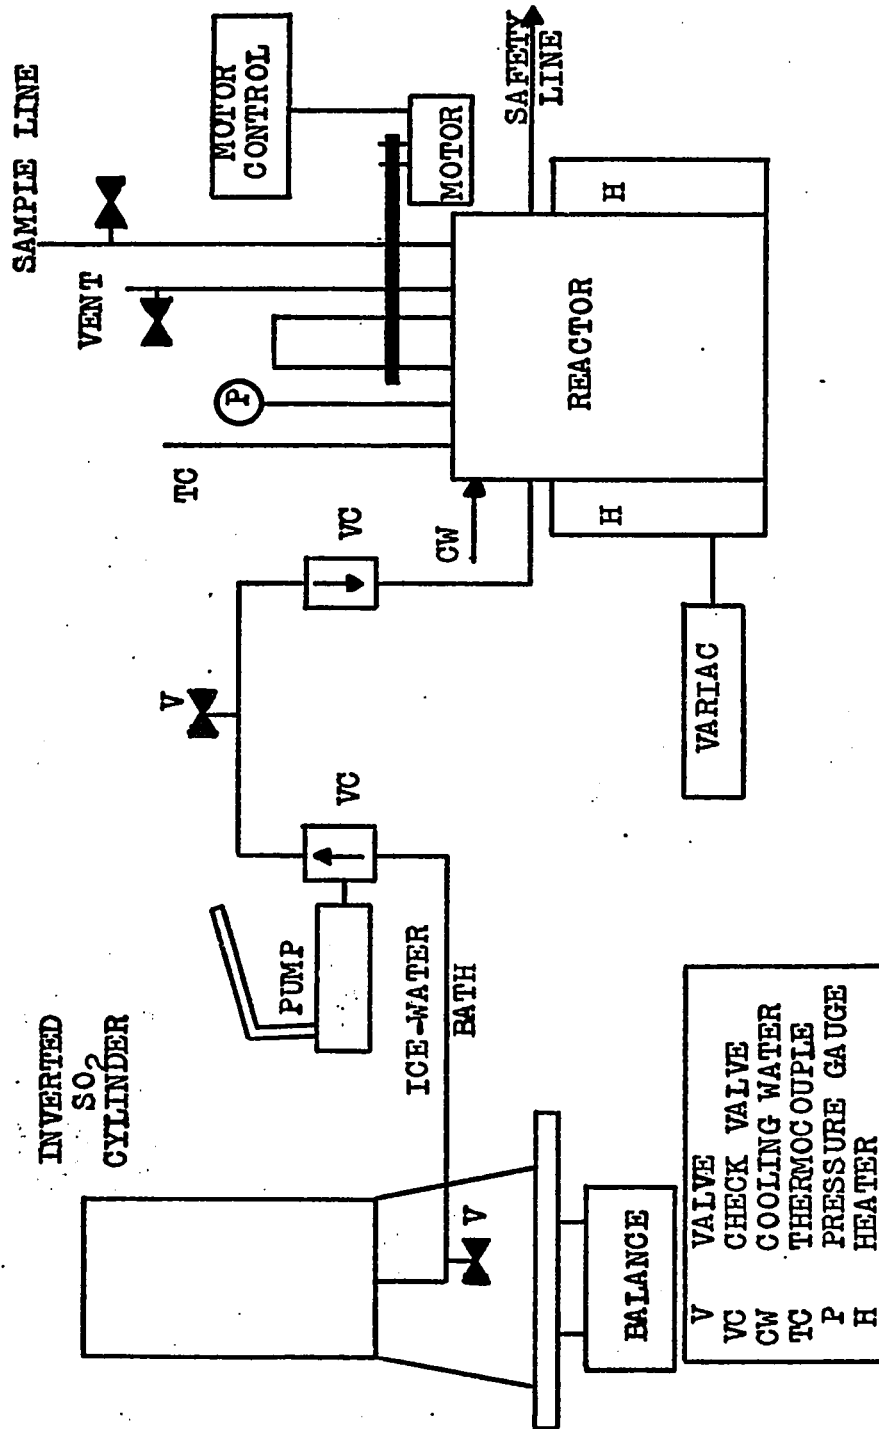 INVERTED
SO2
CYLINDER
PUMP
ICE-WATER
BATH
V
BALANCE
VC
V
VC
CW
TC
P
VENT
SAMPLE LINE
MOTOR
CONTROL
MOTOR
SAFETY
LINE
REACTOR
H
H
VARIAC
V VALVE
VC CHECK VALVE
CW COOLING WATER
TC THERMOCOUPLE
P PRESSURE GAUGE
H HEATER